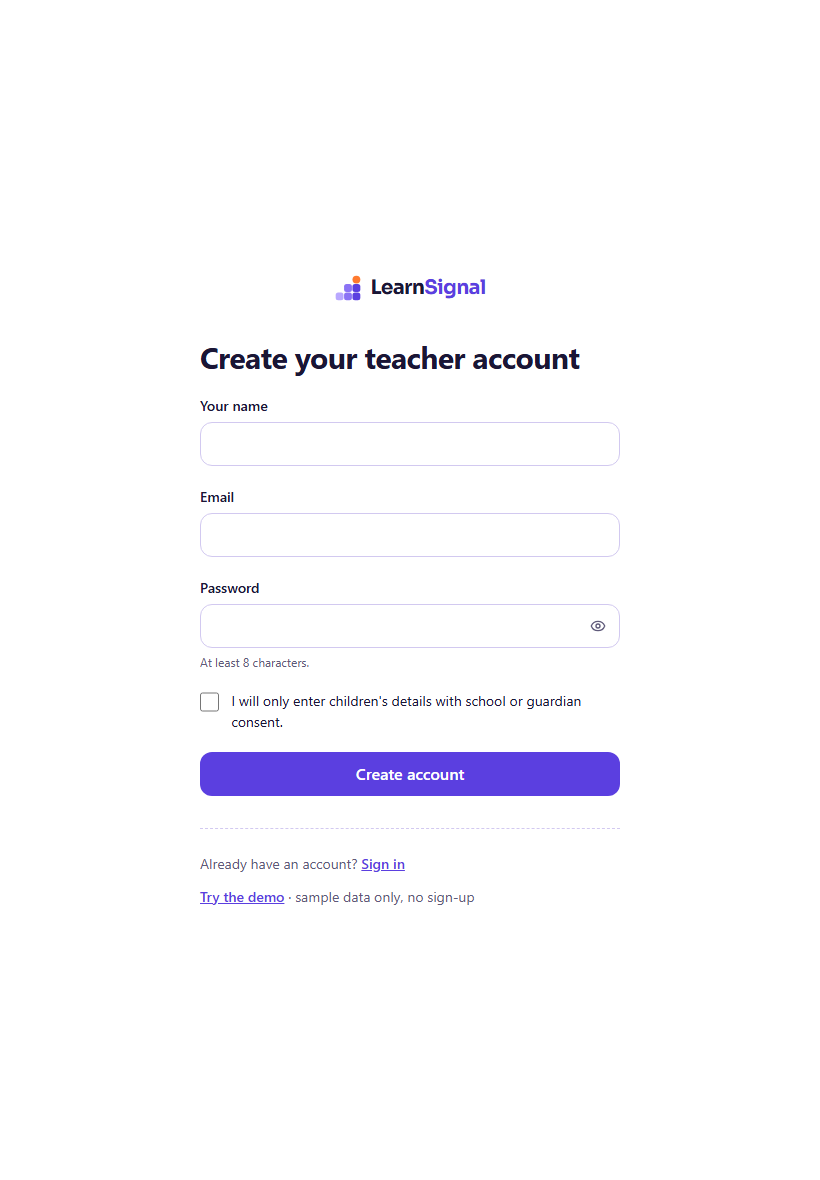 LearnSignal
Create your teacher account
Your name
Email
Password
At least 8 characters.
I will only enter children's details with school or guardian
consent.
Create account
Already have an account? Sign in
Try the demo · sample data only, no sign-up